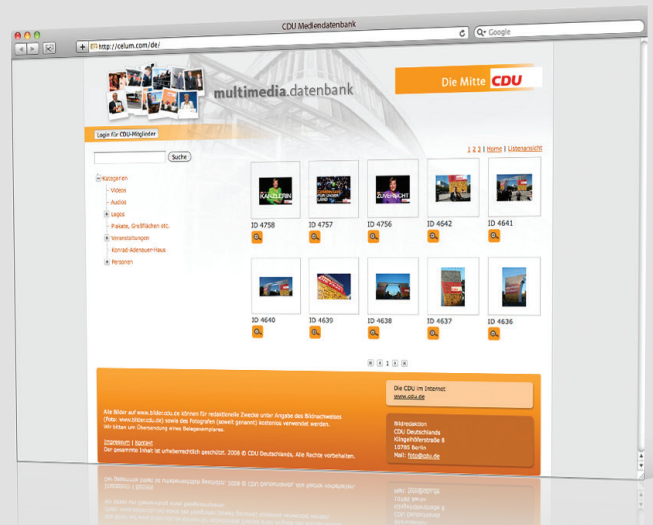 CDU Mediendatenbank
http://celum.com/de/
Google
multimedia.datenbank
Die Mitte CDU
Login für CDU-Mitglieder
Suche
1 2 3 | Home | Listenansicht
Kategorien
Videos
Audios
Logos
Plakate, Großflächen etc.
Veranstaltungen
Konrad-Adenauer-Haus
Personen
KANZLERIN
ZUVERSICHT
ID 4758
ID 4757
ID 4756
ID 4642
ID 4641
ID 4640
ID 4639
ID 4638
ID 4637
ID 4636
1
Alle Bilder auf www.bilder.cdu.de können für redaktionelle Zwecke unter Angabe des Bildnachweises
(Foto: www.bilder.cdu.de) sowie des Fotografen (soweit genannt) kostenlos verwendet werden.
Wir bitten um Übersendung eines Belegexemplares.
Impressum | Kontakt
Der gesammte Inhalt ist urheberrechtlich geschützt. 2008 © CDU Deutschlands. Alle Rechte vorbehalten.
Die CDU im Internet
www.cdu.de
Bildredaktion
CDU Deutschlands
Klingelhöferstraße 8
10785 Berlin
Mail: foto@cdu.de